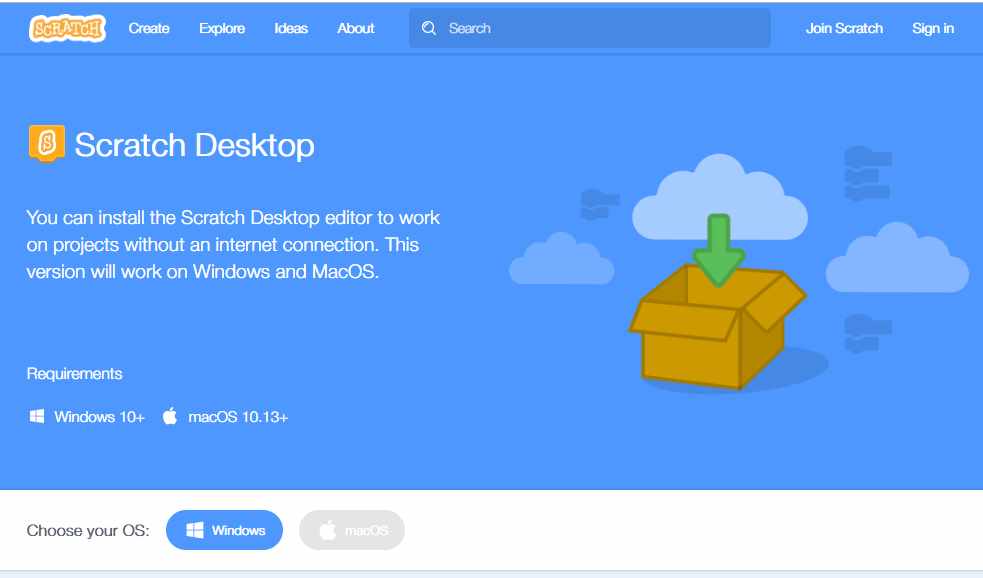 SCRATCH Create Explore Ideas About Search Join Scratch Sign in
S Scratch Desktop
You can install the Scratch Desktop editor to work
on projects without an internet connection. This
version will work on Windows and MacOS.
Requirements
Windows 10+ macOS 10.13+
Choose your OS: Windows macOS